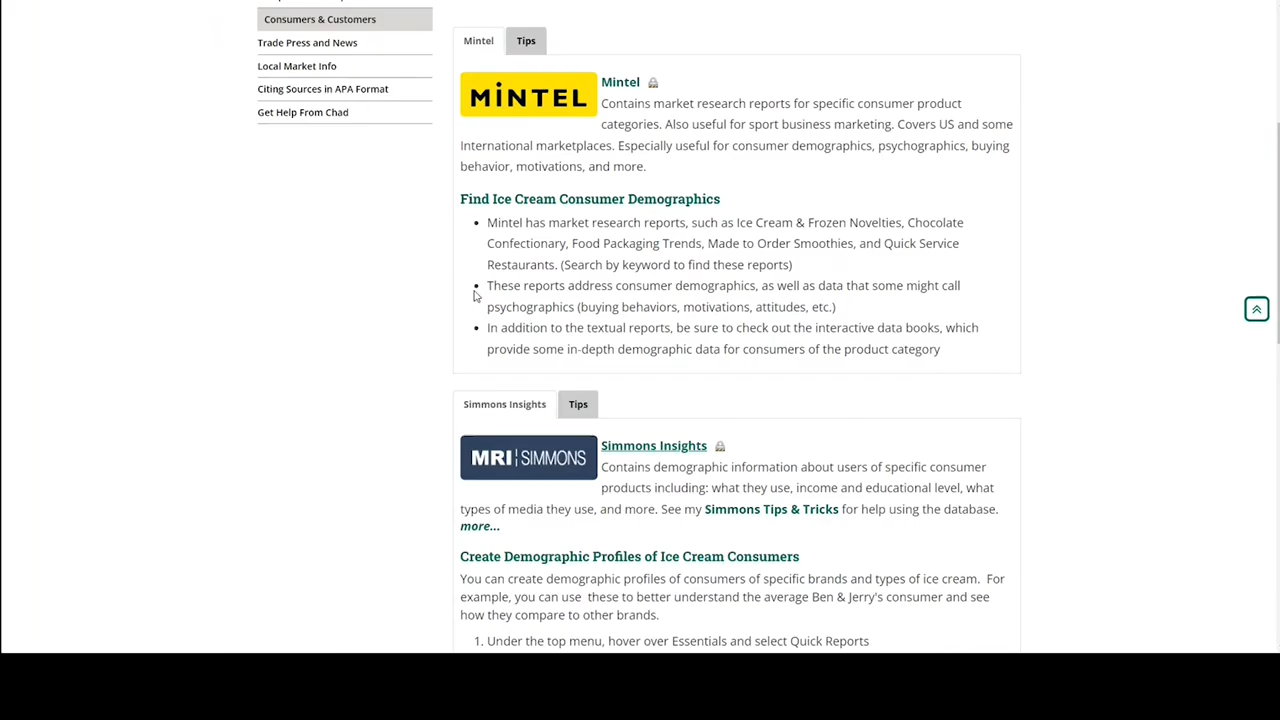 Consumers & Customers
Trade Press and News
Local Market Info
Citing Sources in APA Format
Get Help From Chad
Mintel
Tips
MiNTEL
Mintel
Contains market research reports for specific consumer product
categories. Also useful for sport business marketing. Covers US and some
International marketplaces. Especially useful for consumer demographics, psychographics, buying
behavior, motivations, and more.
Find Ice Cream Consumer Demographics
• Mintel has market research reports, such as Ice Cream & Frozen Novelties, Chocolate
Confectionary, Food Packaging Trends, Made to Order Smoothies, and Quick Service
Restaurants. (Search by keyword to find these reports)
• These reports address consumer demographics, as well as data that some might call
psychographics (buying behaviors, motivations, attitudes, etc.)
• In addition to the textual reports, be sure to check out the interactive data books, which
provide some in-depth demographic data for consumers of the product category
Simmons Insights
Tips
MRI SIMMONS
Simmons Insights
Contains demographic information about users of specific consumer
products including: what they use, income and educational level, what
types of media they use, and more. See my Simmons Tips & Tricks for help using the database.
more...
Create Demographic Profiles of Ice Cream Consumers
You can create demographic profiles of consumers of specific brands and types of ice cream. For
example, you can use these to better understand the average Ben & Jerry's consumer and see
how they compare to other brands.
1. Under the top menu, hover over Essentials and select Quick Reports